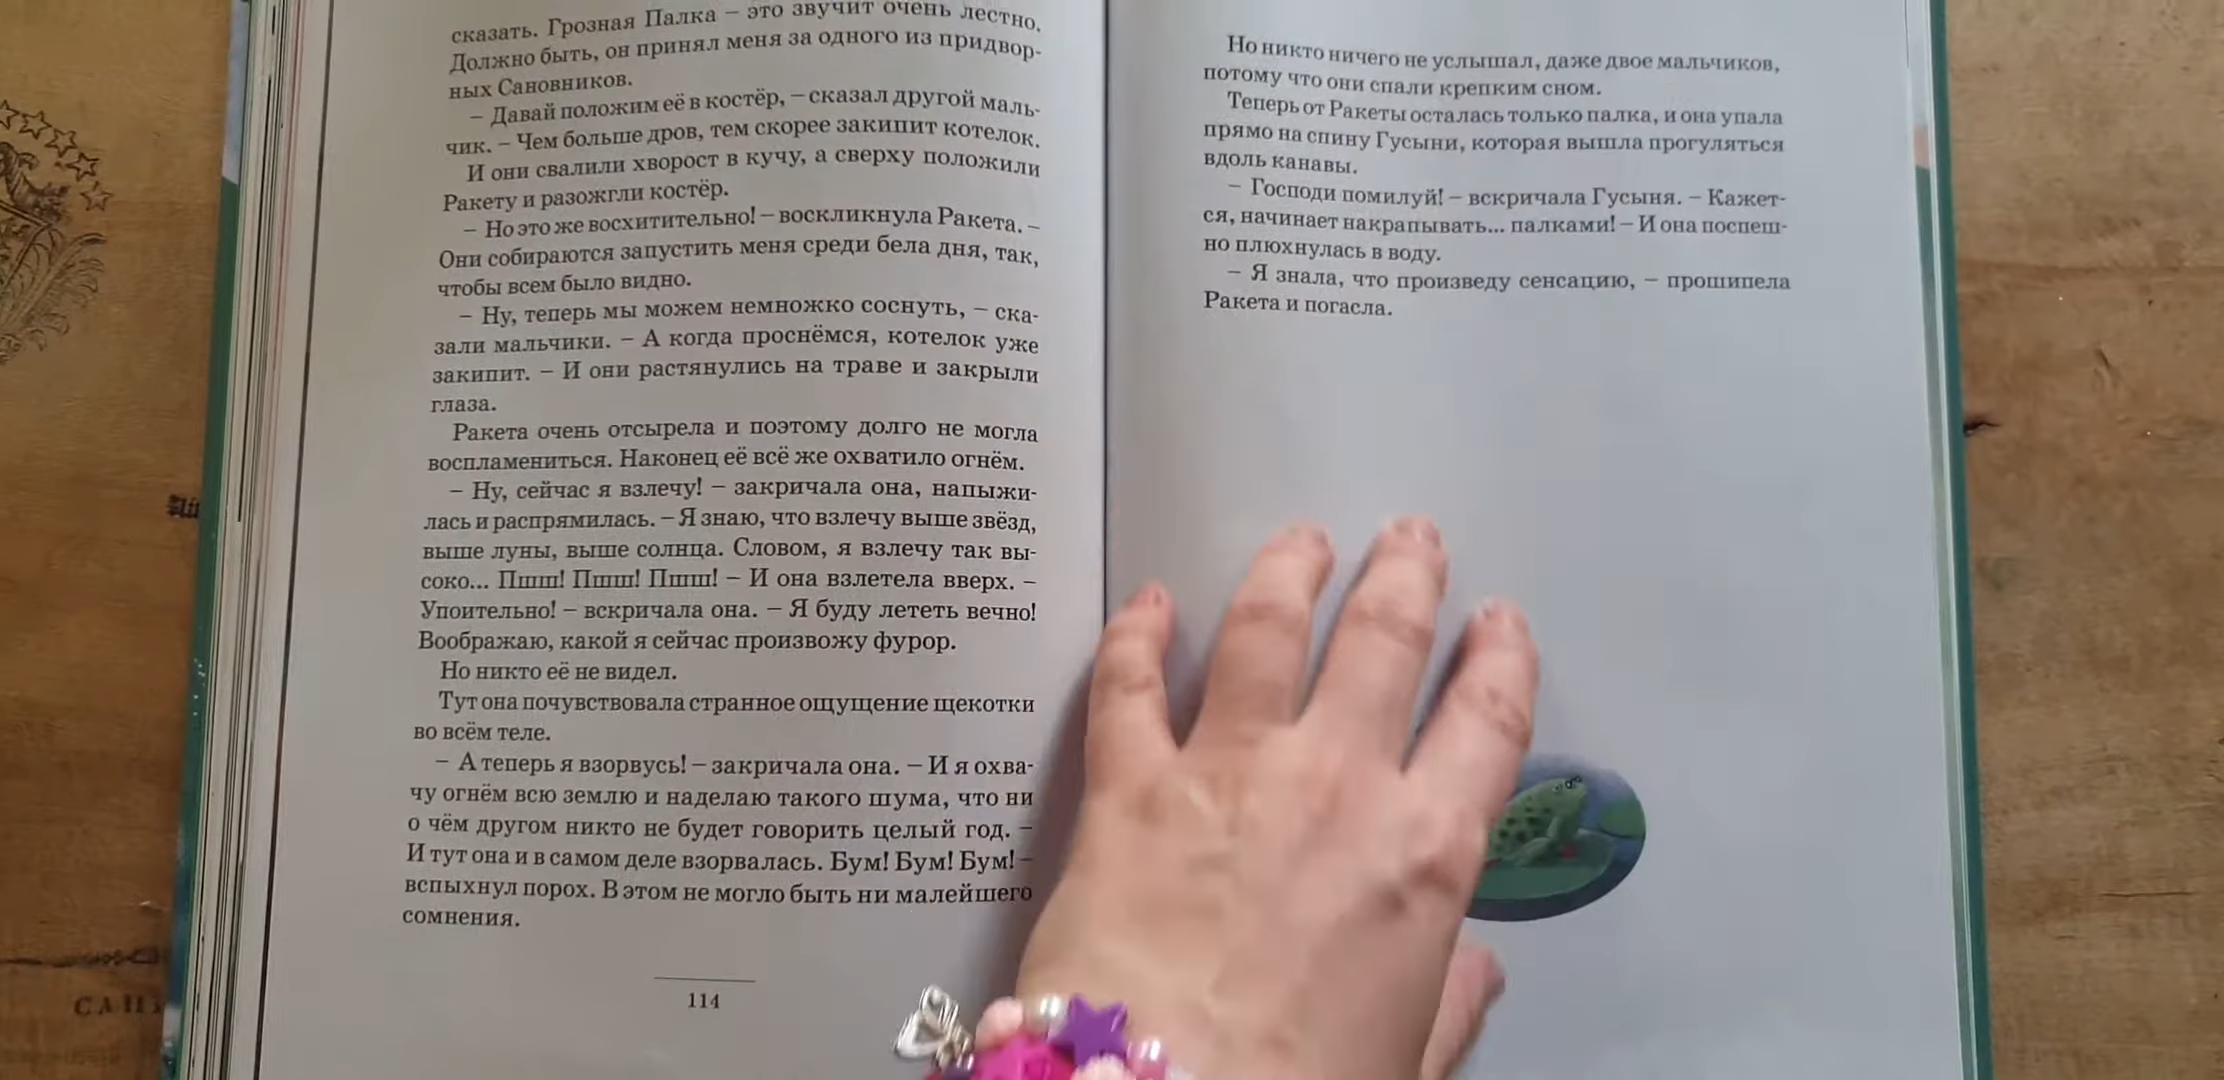 сказать. Грозная Палка – это звучит очень лестно.
Должно быть, он принял меня за одного из придвор-
ных Сановников.
– Давай положим её в костёр, – сказал другой маль-
чик. – Чем больше дров, тем скорее закипит котелок.
И они свалили хворост в кучу, а сверху положили
Ракету и разожгли костёр.
– Но это же восхитительно! – воскликнула Ракета. –
Они собираются запустить меня среди бела дня, так,
чтобы всем было видно.
– Ну, теперь мы можем немножко соснуть, – ска-
зали мальчики. – А когда проснёмся, котелок уже
закипит. – И они растянулись на траве и закрыли
глаза.
Ракета очень отсырела и поэтому долго не могла
воспламениться. Наконец её всё же охватило огнём.
– Ну, сейчас я взлечу! – закричала она, напыжи-
лась и распрямилась. – Я знаю, что взлечу выше звёзд,
выше луны, выше солнца. Словом, я взлечу так вы-
соко... Пшш! Пшш! Пшш! – И она взлетела вверх. –
Упоительно! – вскричала она. – Я буду лететь вечно!
Воображаю, какой я сейчас произвожу фурор.
Но никто её не видел.
Тут она почувствовала странное ощущение щекотки
во всём теле.
– А теперь я взорвусь! – закричала она. – И я охва-
чу огнём всю землю и наделаю такого шума, что ни
о чём другом никто не будет говорить целый год. –
И тут она и в самом деле взорвалась. Бум! Бум! Бум! –
вспыхнул порох. В этом не могло быть ни малейшего
сомнения.
114
Но никто ничего не услышал, даже двое мальчиков,
потому что они спали крепким сном.
Теперь от Ракеты осталась только палка, и она упала
прямо на спину Гусыни, которая вышла прогуляться
вдоль канавы.
– Господи помилуй! – вскричала Гусыня. – Кажет-
ся, начинает накрапывать... палками! – И она поспеш-
но плюхнулась в воду.
– Я знала, что произведу сенсацию, – прошипела
Ракета и погасла.